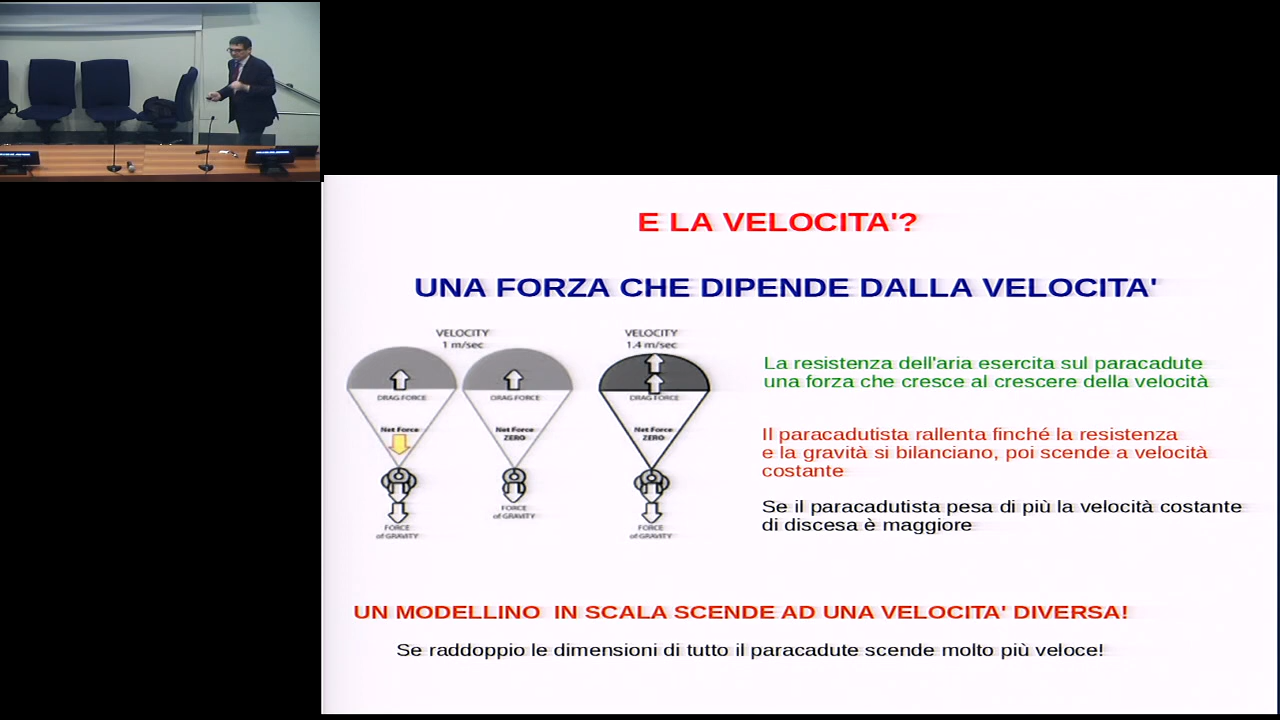 E LA VELOCITA'?
UNA FORZA CHE DIPENDE DALLA VELOCITA'
VELOCITY
1 m/sec
VELOCITY
1.4 m/sec
DRAG FORCE
DRAG FORCE
DRAG FORCE
Net Force
Net Force
ZERO
Net Force
ZERO
FORCE
of GRAVITY
FORCE
of GRAVITY
FORCE
of GRAVITY
La resistenza dell'aria esercita sul paracadute
una forza che cresce al crescere della velocità
Il paracadutista rallenta finché la resistenza
e la gravità si bilanciano, poi scende a velocità
costante
Se il paracadutista pesa di più la velocità costante
di discesa è maggiore
UN MODELLINO  IN SCALA SCENDE AD UNA VELOCITA' DIVERSA!
Se raddoppio le dimensioni di tutto il paracadute scende molto più veloce!